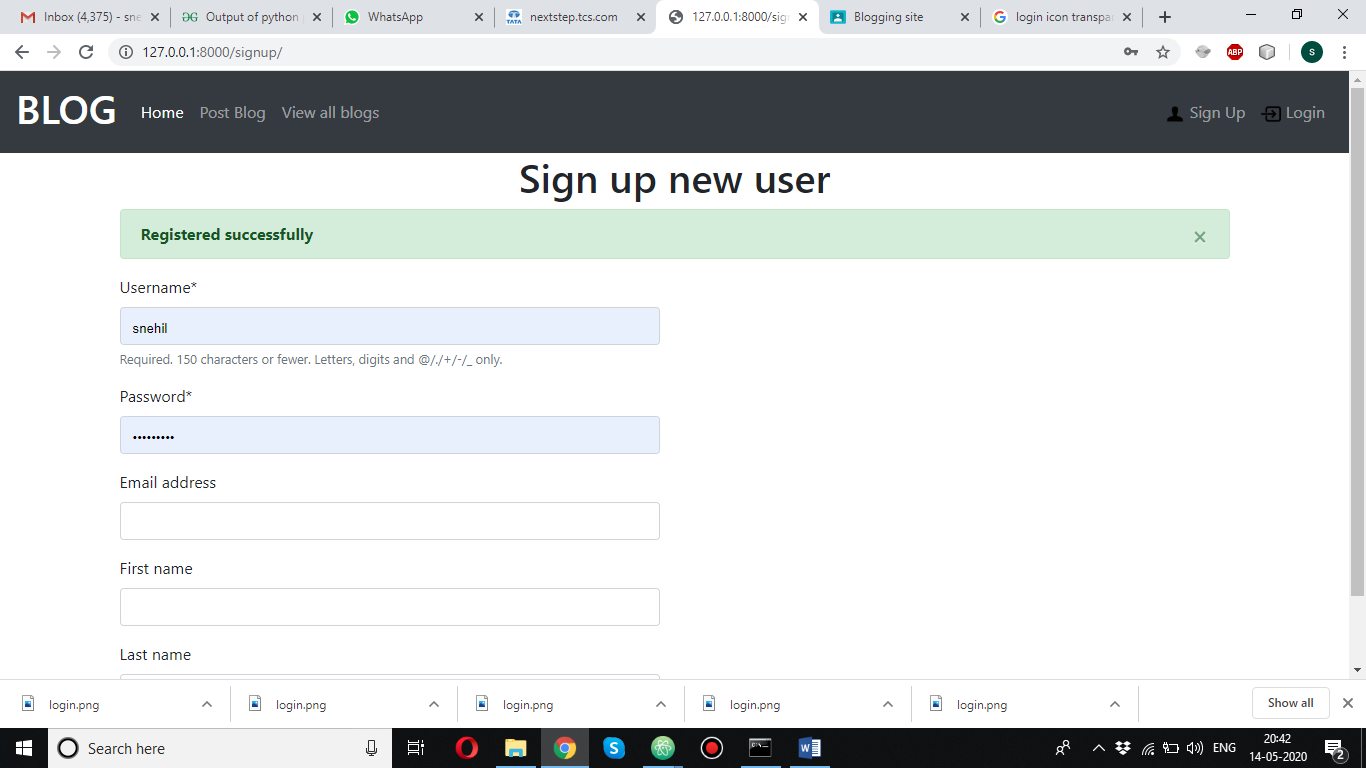 Inbox (4,375) - sne
Output of python
WhatsApp
nextstep.tcs.com
127.0.0.1:8000/sig
Blogging site
login icon transpa
127.0.0.1:8000/signup/
ABP
S
BLOG
Home
Post Blog
View all blogs
Sign Up
Login
Sign up new user
Registered successfully
×
Username*
snehil
Required. 150 characters or fewer. Letters, digits and @/./+/-/_ only.
Password*
•••••••••
Email address
First name
Last name
login.png
login.png
login.png
login.png
login.png
Show all
Search here
ENG
20:42
14-05-2020
2